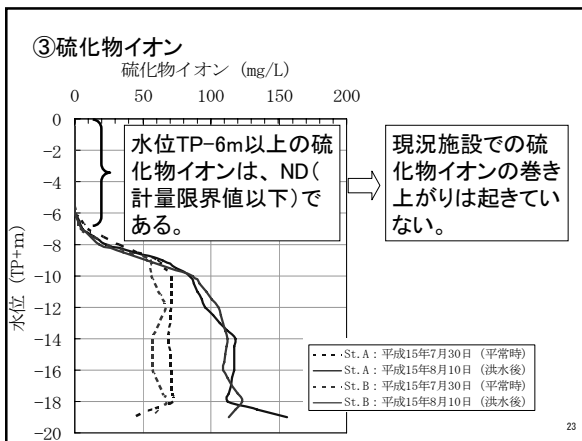 ③硫化物イオン
硫化物イオン (mg/L)
0 50 100 150 200
0
-2
-4
-6
-8
-10
-12
-14
-16
-18
-20
水位 (TP+m)
水位TP-6m以上の硫
化物イオンは、ND(
計量限界値以下)で
ある。
現況施設での硫
化物イオンの巻き
上がりは起きてい
ない。
St.A：平成15年7月30日（平常時）
St.A：平成15年8月10日（洪水後）
St.B：平成15年7月30日（平常時）
St.B：平成15年8月10日（洪水後）
23